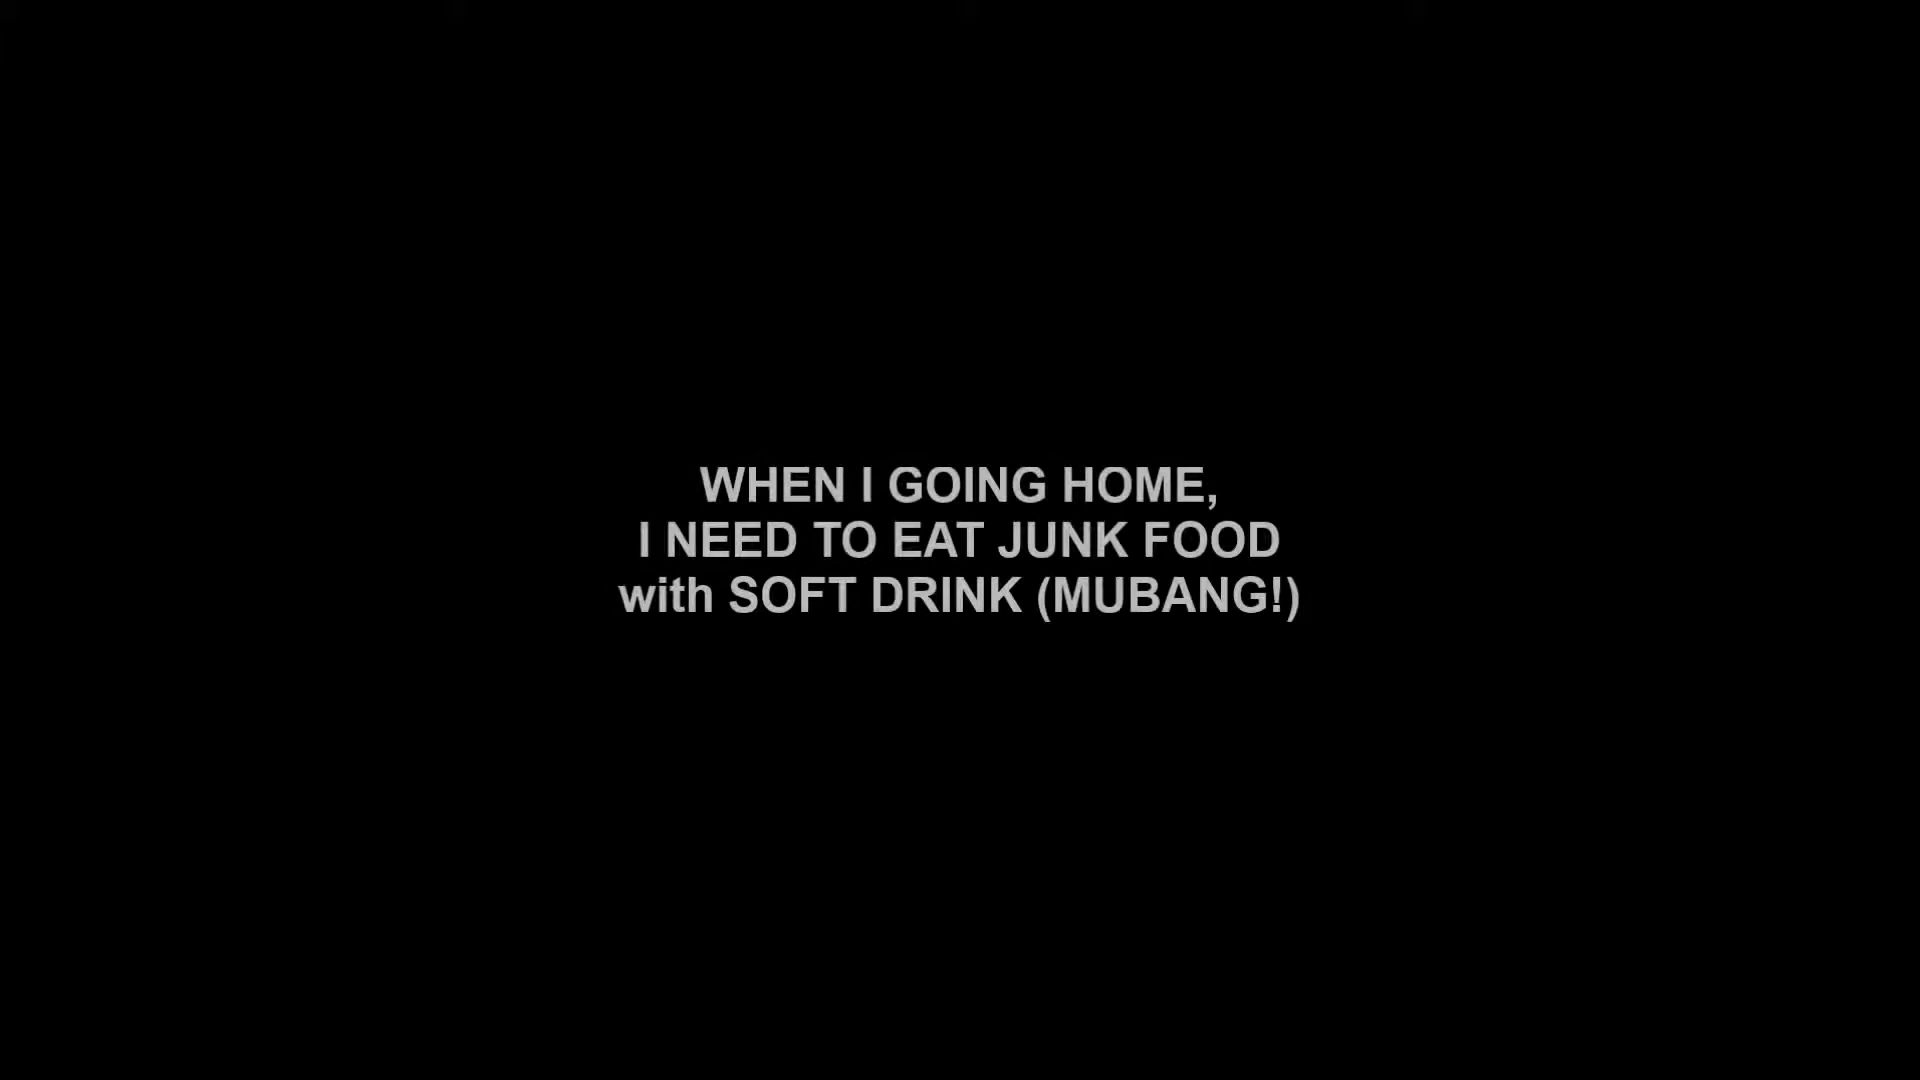 WHEN I GOING HOME,
I NEED TO EAT JUNK FOOD
with SOFT DRINK (MUBANG!)